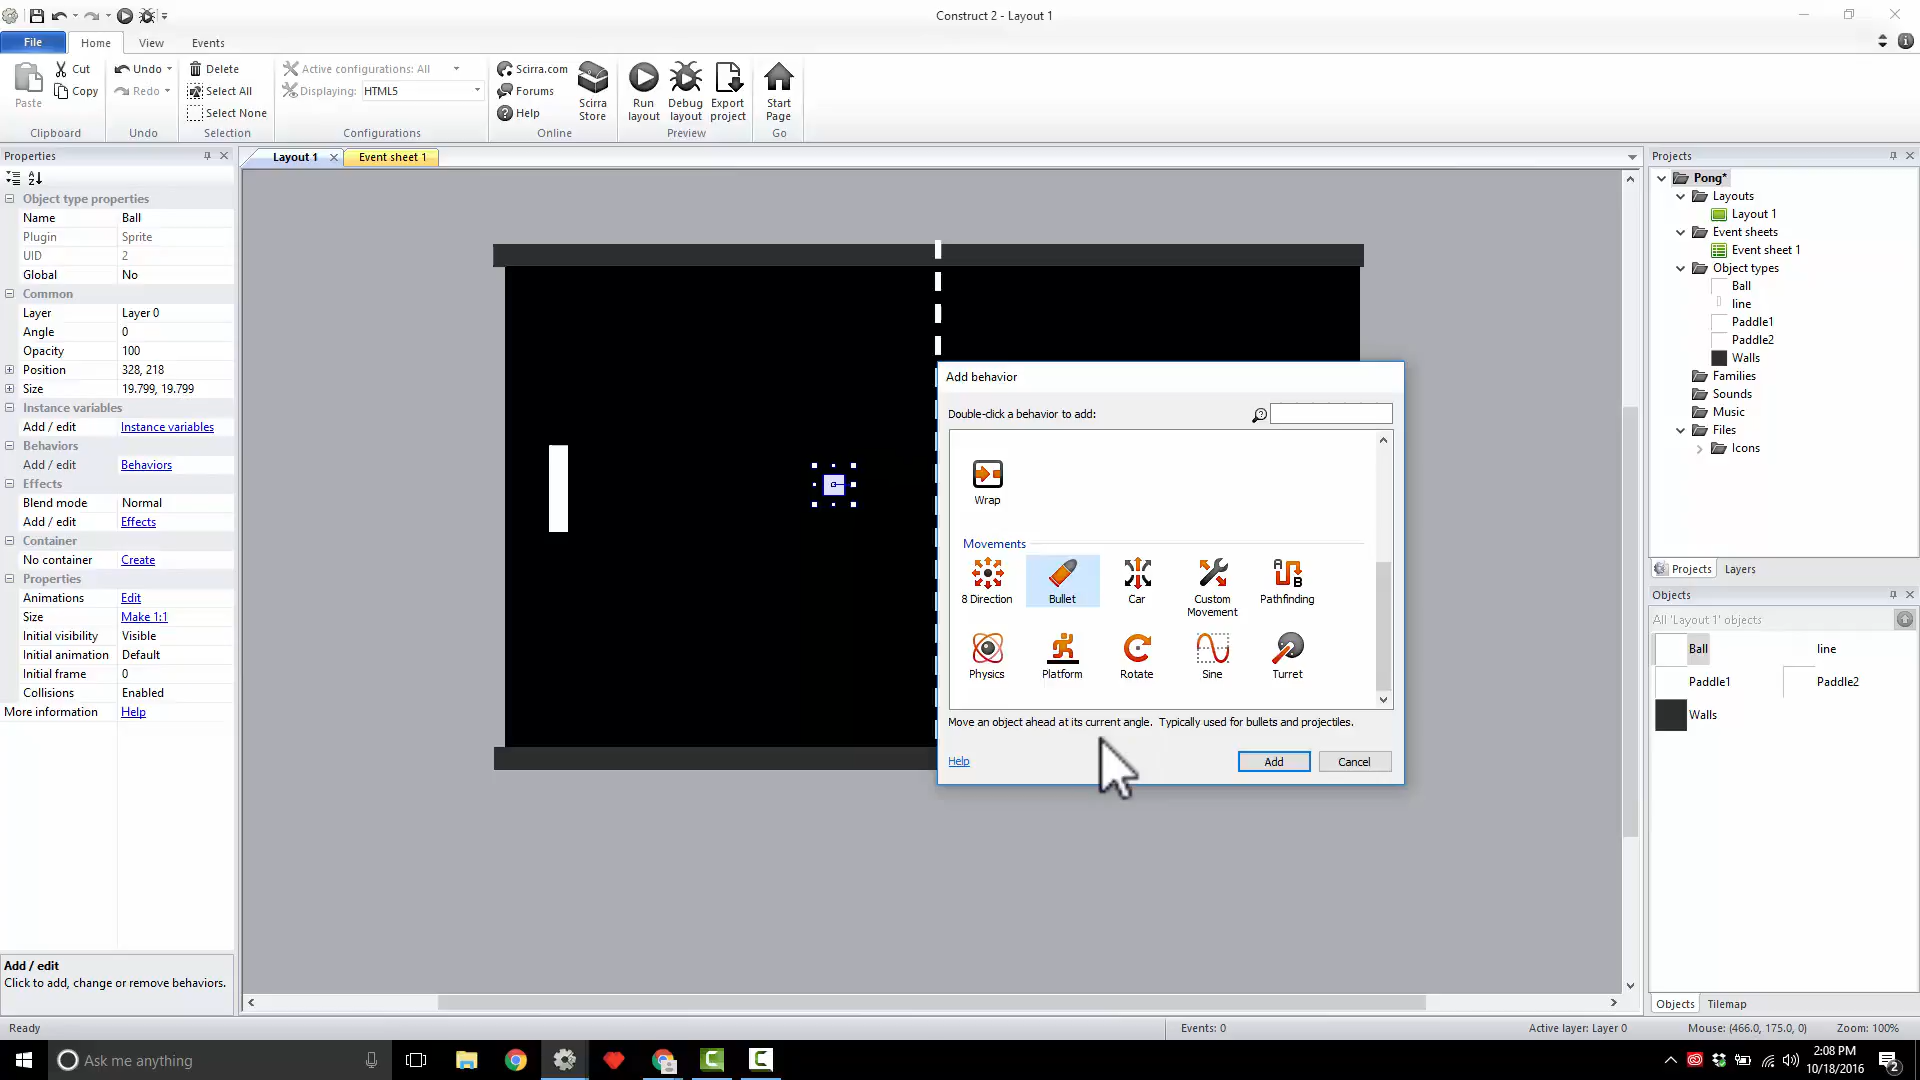 Construct 2 - Layout 1
File
Home
View
Events
Paste
Cut
Copy
Clipboard
Undo
Redo
Undo
Delete
Select All
Select None
Selection
Active configurations: All
Displaying:
HTML5
Configurations
Scirra.com
Forums
Help
Scirra
Store
Online
Run
layout
Debug
layout
Export
project
Preview
Start
Page
Go
Properties
Object type properties
Name Ball
Plugin Sprite
UID 2
Global No
Common
Layer Layer 0
Angle 0
Opacity 100
Position 328, 218
Size 19.799, 19.799
Instance variables
Add / edit Instance variables
Behaviors
Add / edit Behaviors
Effects
Blend mode Normal
Add / edit Effects
Container
No container Create
Properties
Animations Edit
Size Make 1:1
Initial visibility Visible
Initial animation Default
Initial frame 0
Collisions Enabled
More information Help
Add / edit
Click to add, change or remove behaviors.
Layout 1
Event sheet 1
Add behavior
Double-click a behavior to add:
Wrap
Movements
8 Direction
Bullet
Car
Custom
Movement
Pathfinding
Physics
Platform
Rotate
Sine
Turret
Move an object ahead at its current angle. Typically used for bullets and projectiles.
Help
Add
Cancel
Projects
Pong*
Layouts
Layout 1
Event sheets
Event sheet 1
Object types
Ball
line
Paddle1
Paddle2
Walls
Families
Sounds
Music
Files
Icons
Projects
Layers
Objects
All 'Layout 1' objects
Ball
line
Paddle1
Paddle2
Walls
Objects
Tilemap
Ready
Events: 0
Active layer: Layer 0
Mouse: (466.0, 175.0, 0)
Zoom: 100%
Ask me anything
2:08 PM
10/18/2016
2